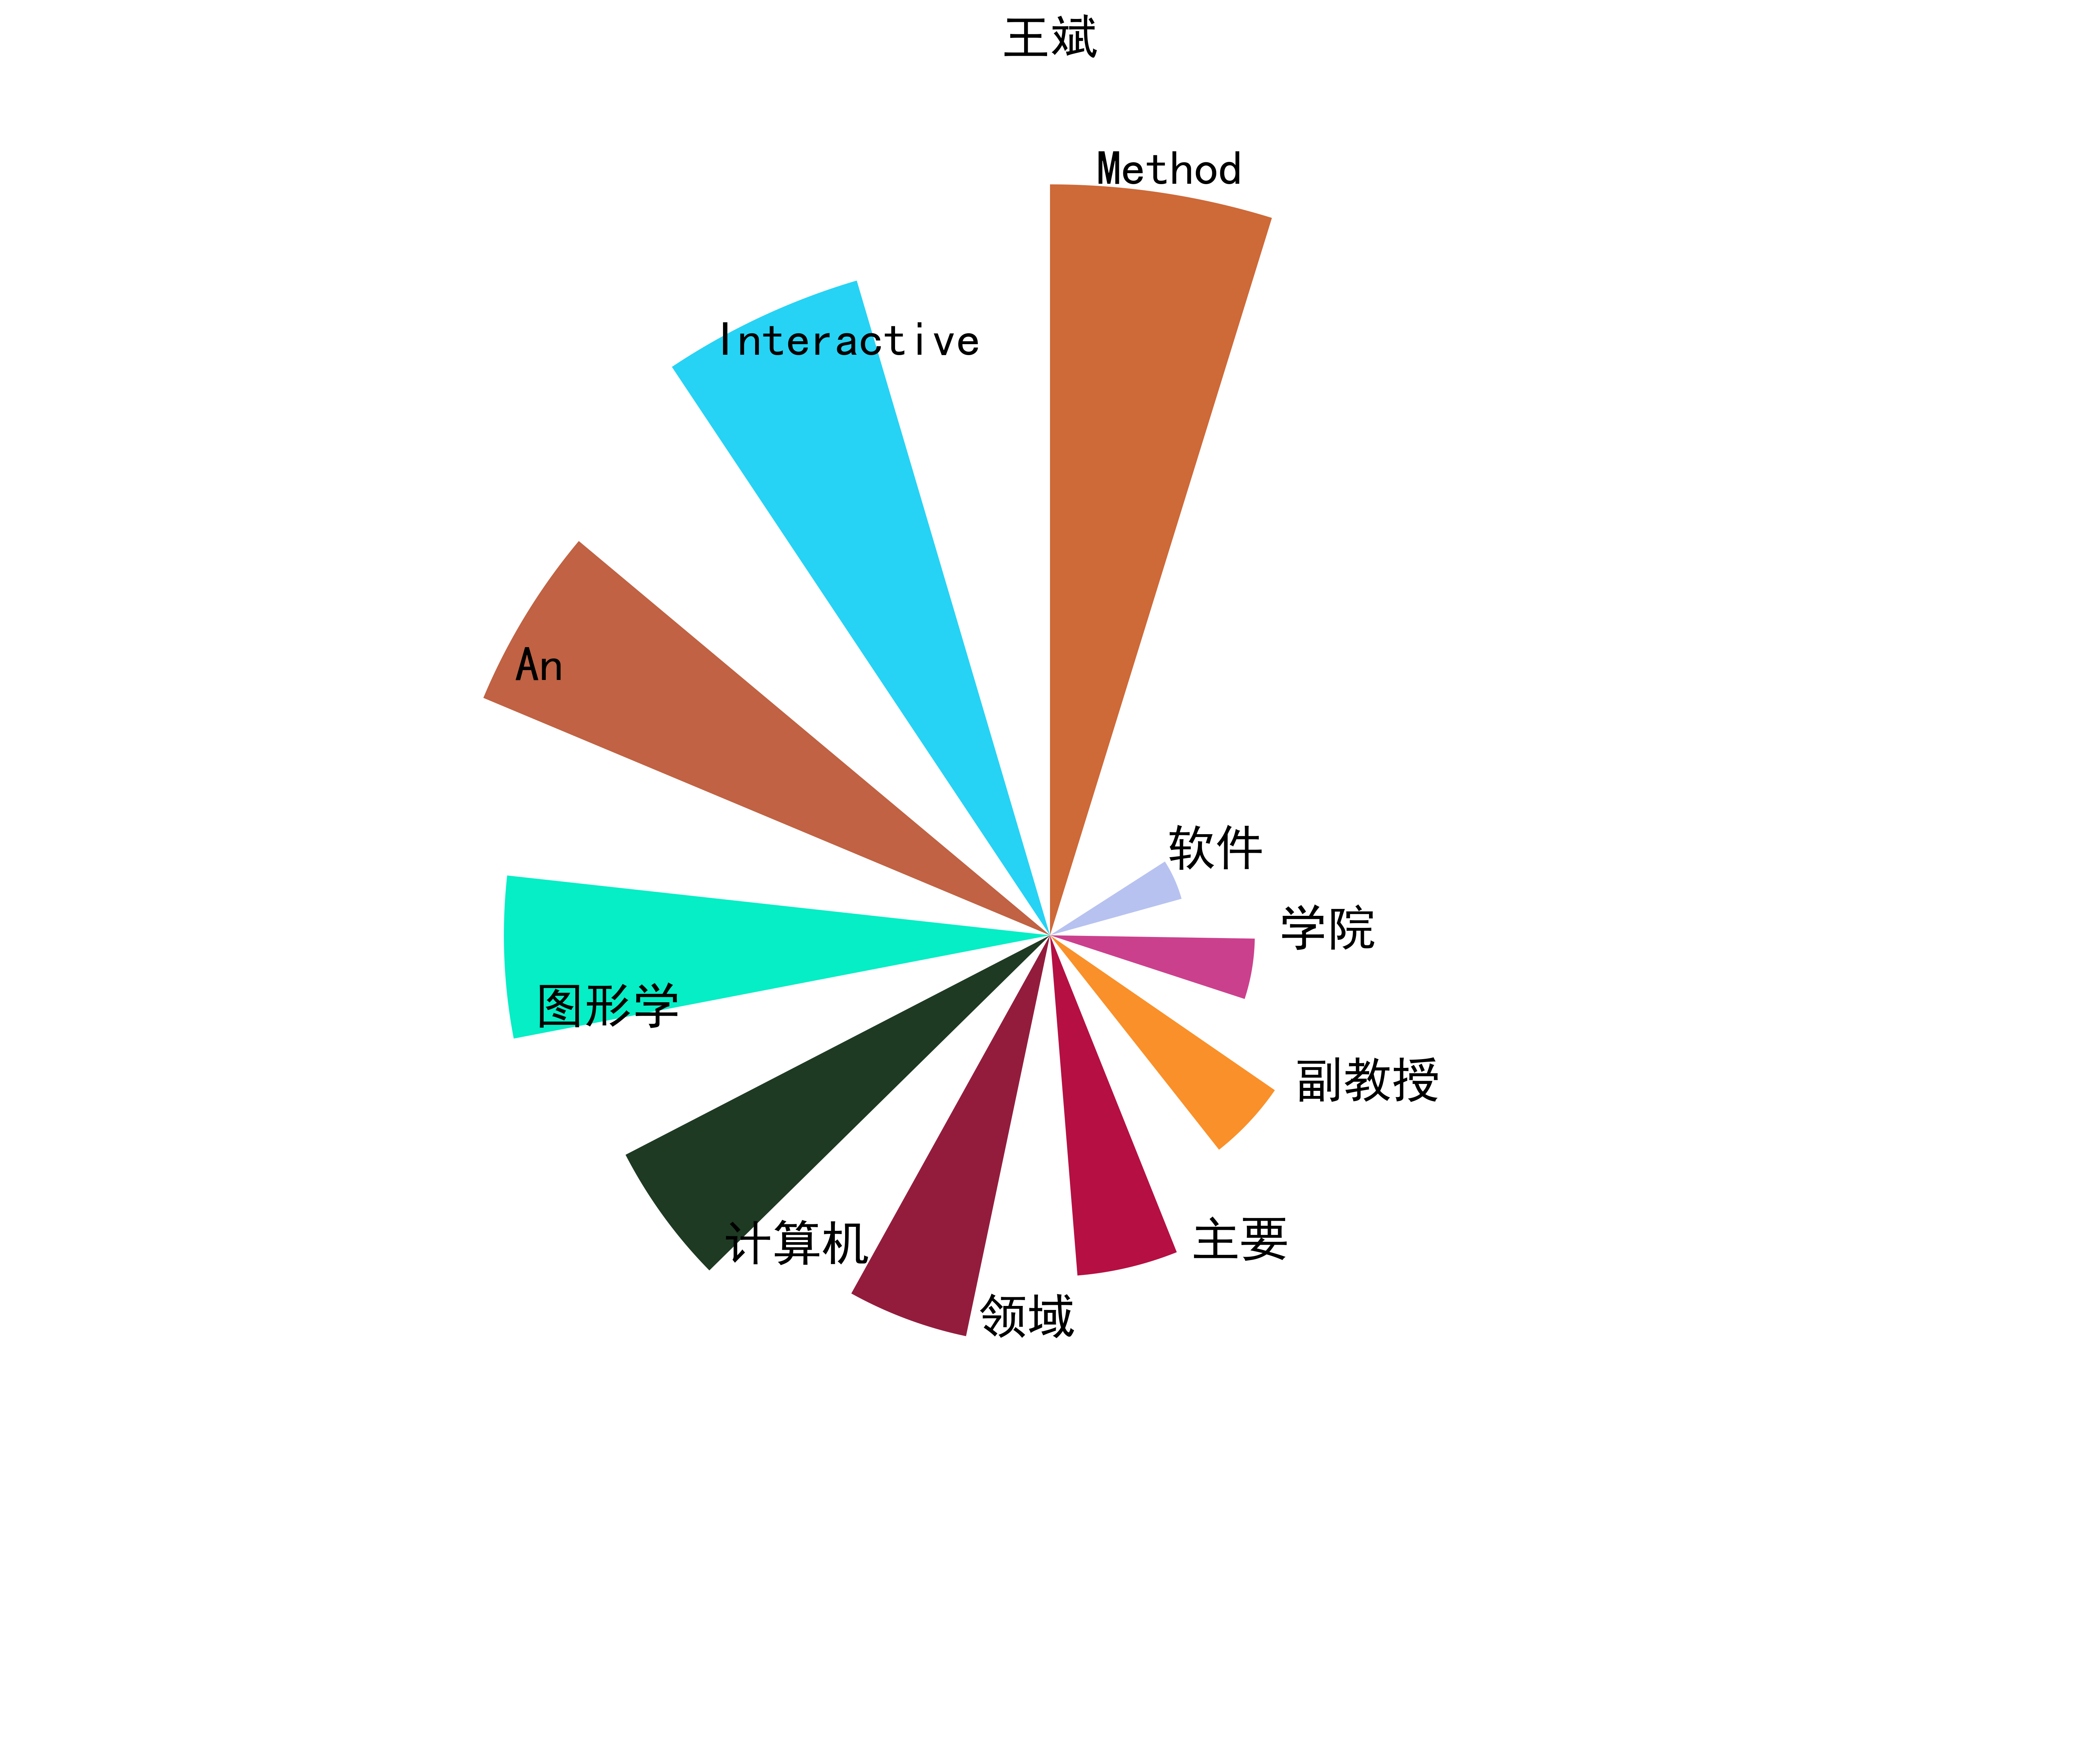 王斌
Method
Interactive
An
软件
学院
图形学
副教授
主要
计算机
领域